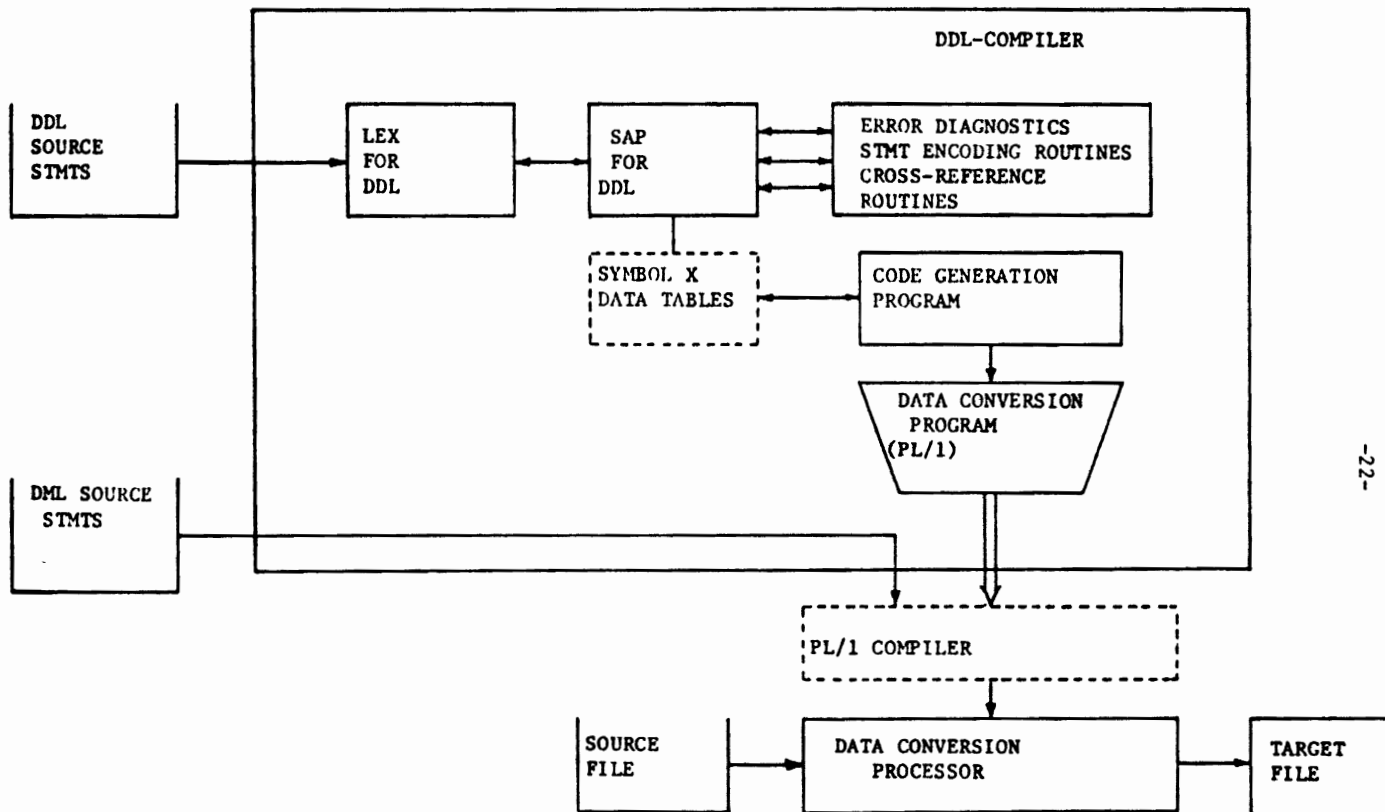 DDL-COMPILER
DDL
SOURCE
STMTS
LEX
FOR
DDL
SAP
FOR
DDL
ERROR DIAGNOSTICS
STMT ENCODING ROUTINES
CROSS-REFERENCE
ROUTINES
SYMBOL X
DATA TABLES
CODE GENERATION
PROGRAM
DATA CONVERSION
PROGRAM
(PL/1)
-22-
DML SOURCE
STMTS
PL/1 COMPILER
SOURCE
FILE
DATA CONVERSION
PROCESSOR
TARGET
FILE